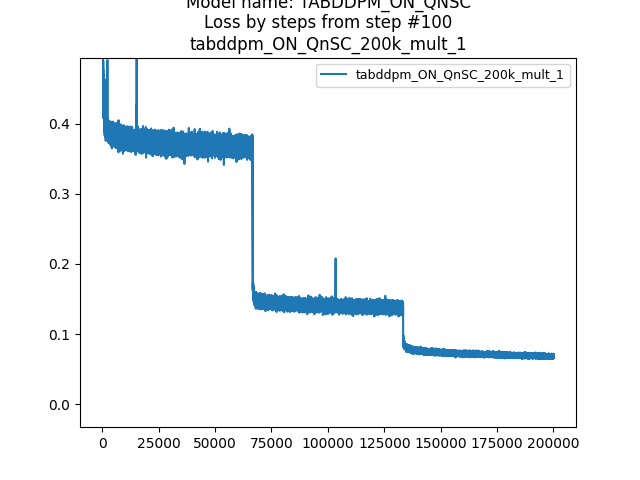 Model name: TABDDPM_ON_QNSC
Loss by steps from step #100
tabddpm_ON_QnSC_200k_mult_1
tabddpm_ON_QnSC_200k_mult_1
0.4
0.3
0.2
0.1
0.0
0 25000 50000 75000 100000 125000 150000 175000 200000